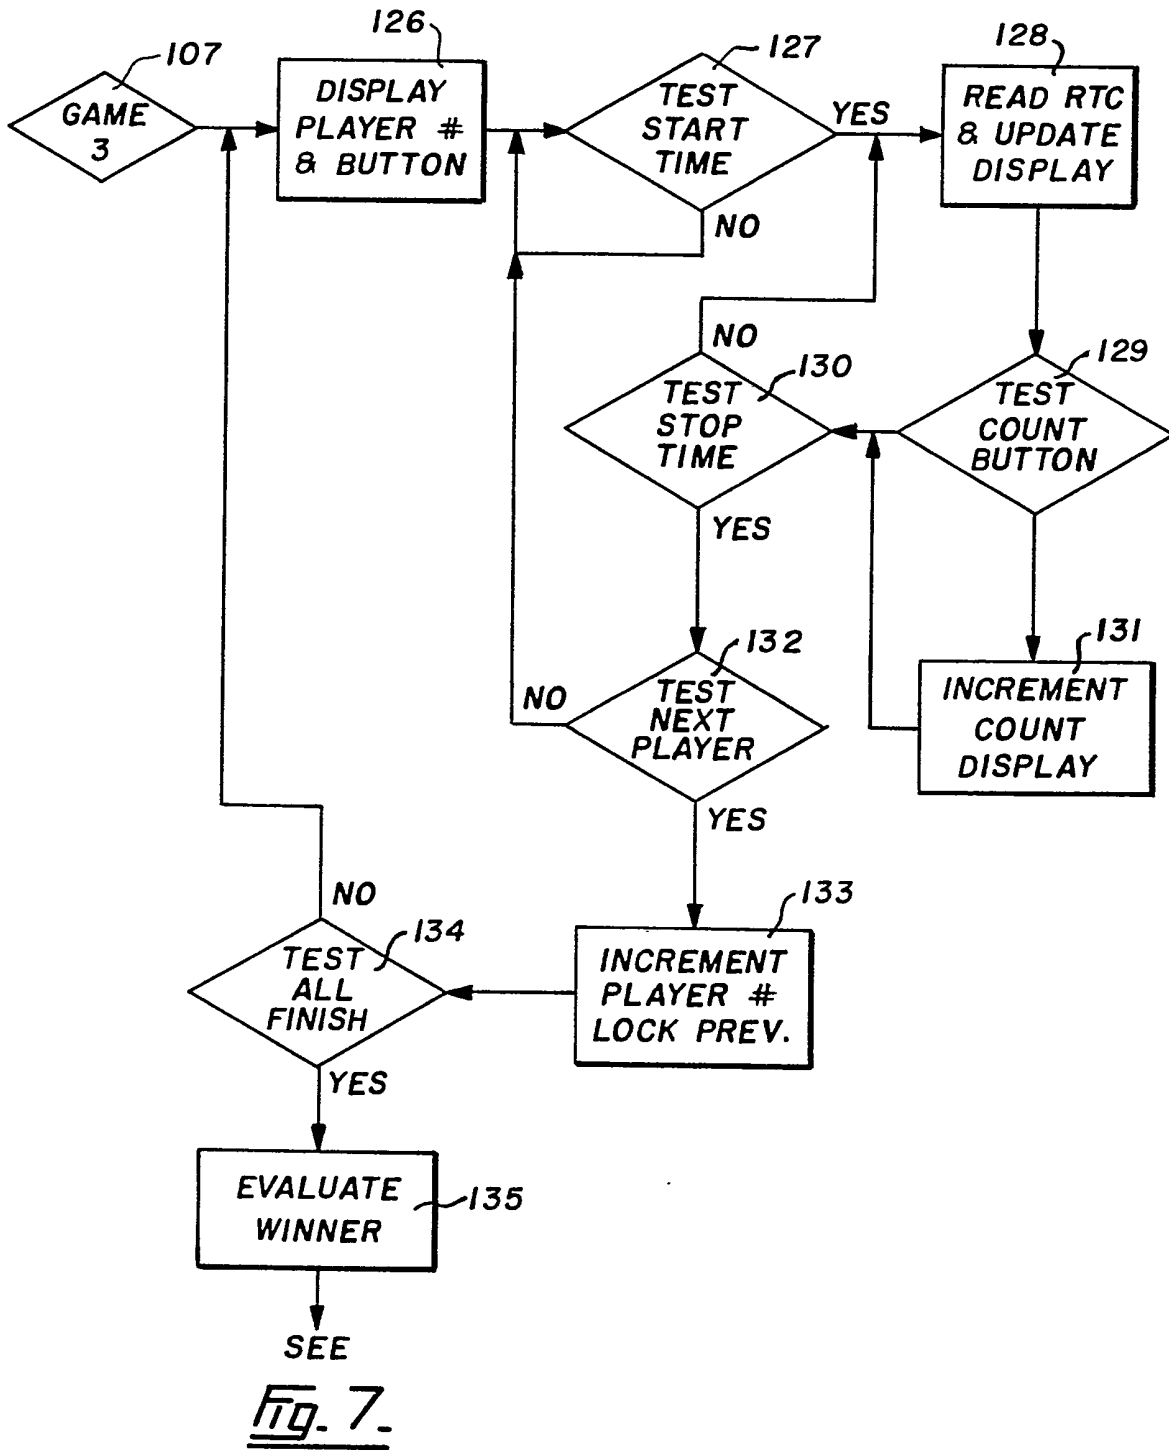 107
GAME
3
126
DISPLAY
PLAYER #
& BUTTON
127
TEST
START
TIME
YES
NO
128
READ RTC
& UPDATE
DISPLAY
129
TEST
COUNT
BUTTON
NO
130
TEST
STOP
TIME
YES
131
INCREMENT
COUNT
DISPLAY
132
TEST
NEXT
PLAYER
NO
YES
133
INCREMENT
PLAYER #
LOCK PREV.
NO
134
TEST
ALL
FINISH
YES
135
EVALUATE
WINNER
SEE
Fig. 7.